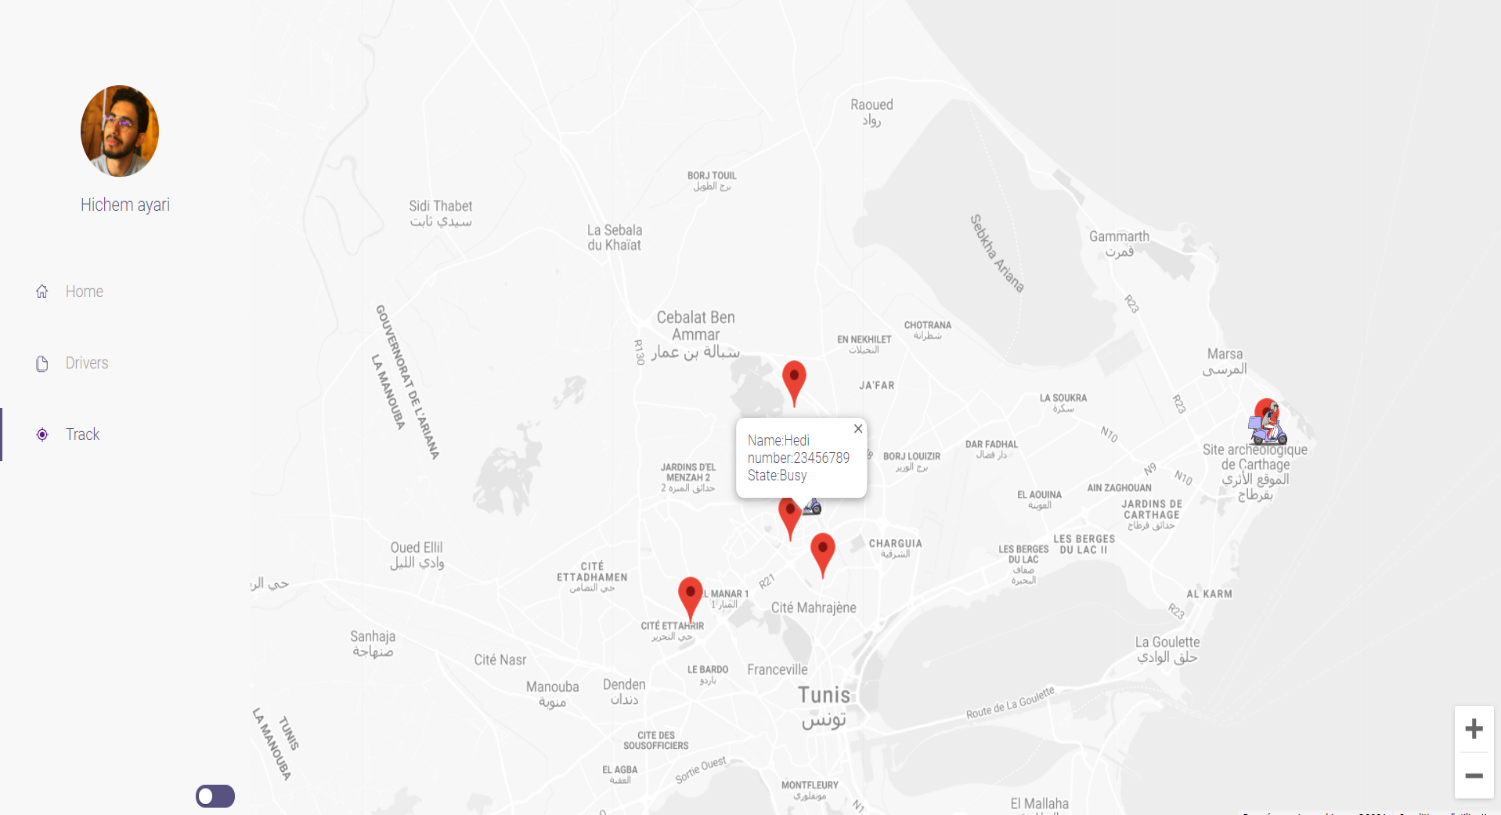 Hichem ayari
Home
Drivers
Track
Raoued
رواد
BORJ TOUIL
برج الطويل
Sidi Thabet
سيدي ثابت
La Sebala
du Khaïat
Sebkha Ariana
Gammarth
ڨمرت
R23
GOUVERNORAT DE L'ARIANA
LA MANOUBA
Cebalat Ben
Ammar
سبالة بن عمار
R130
EN NEKHILET
النخيلات
CHOTRANA
شطرانة
JA'FAR
Marsa
المرسى
LA SOUKRA
سكرة
R23
N10
Name:Hedi
number:23456789
State:Busy
JARDINS D'EL
MENZAH 2
حدائق المنزه 2
BORJ LOUIZIR
برج الوزير
DAR FADHAL
دار فضال
Site archéologique
de Carthage
الموقع الأثري
بقرطاج
N9
N10
AIN ZAGHOUAN
EL AOUINA
العوينة
JARDINS DE
CARTHAGE
حدائق قرطاج
Oued Ellil
وادي الليل
CHARGUIA
الشرقية
LES BERGES
DU LAC II
LES BERGES
DU LAC
ضفاف
البحيرة
CITÉ
ETTADHAMEN
حي التضامن
R21
L MANAR 1
المنار 1
Cité Mahrajène
AL KARM
R23
CITÉ ETTAHRIR
حي التحرير
Sanhaja
صنهاجة
La Goulette
حلق الوادي
Cité Nasr
LE BARDO
باردو
Franceville
Manouba
منوبة
Denden
دندان
Tunis
تونس
Route de La Goulette
TUNIS
LA MANOUBA
CITE DES
SOUSOFFICIERS
EL AGBA
العقبة
Sortie Ouest
MONTFLEURY
مونفلوري
N1
El Mallaha